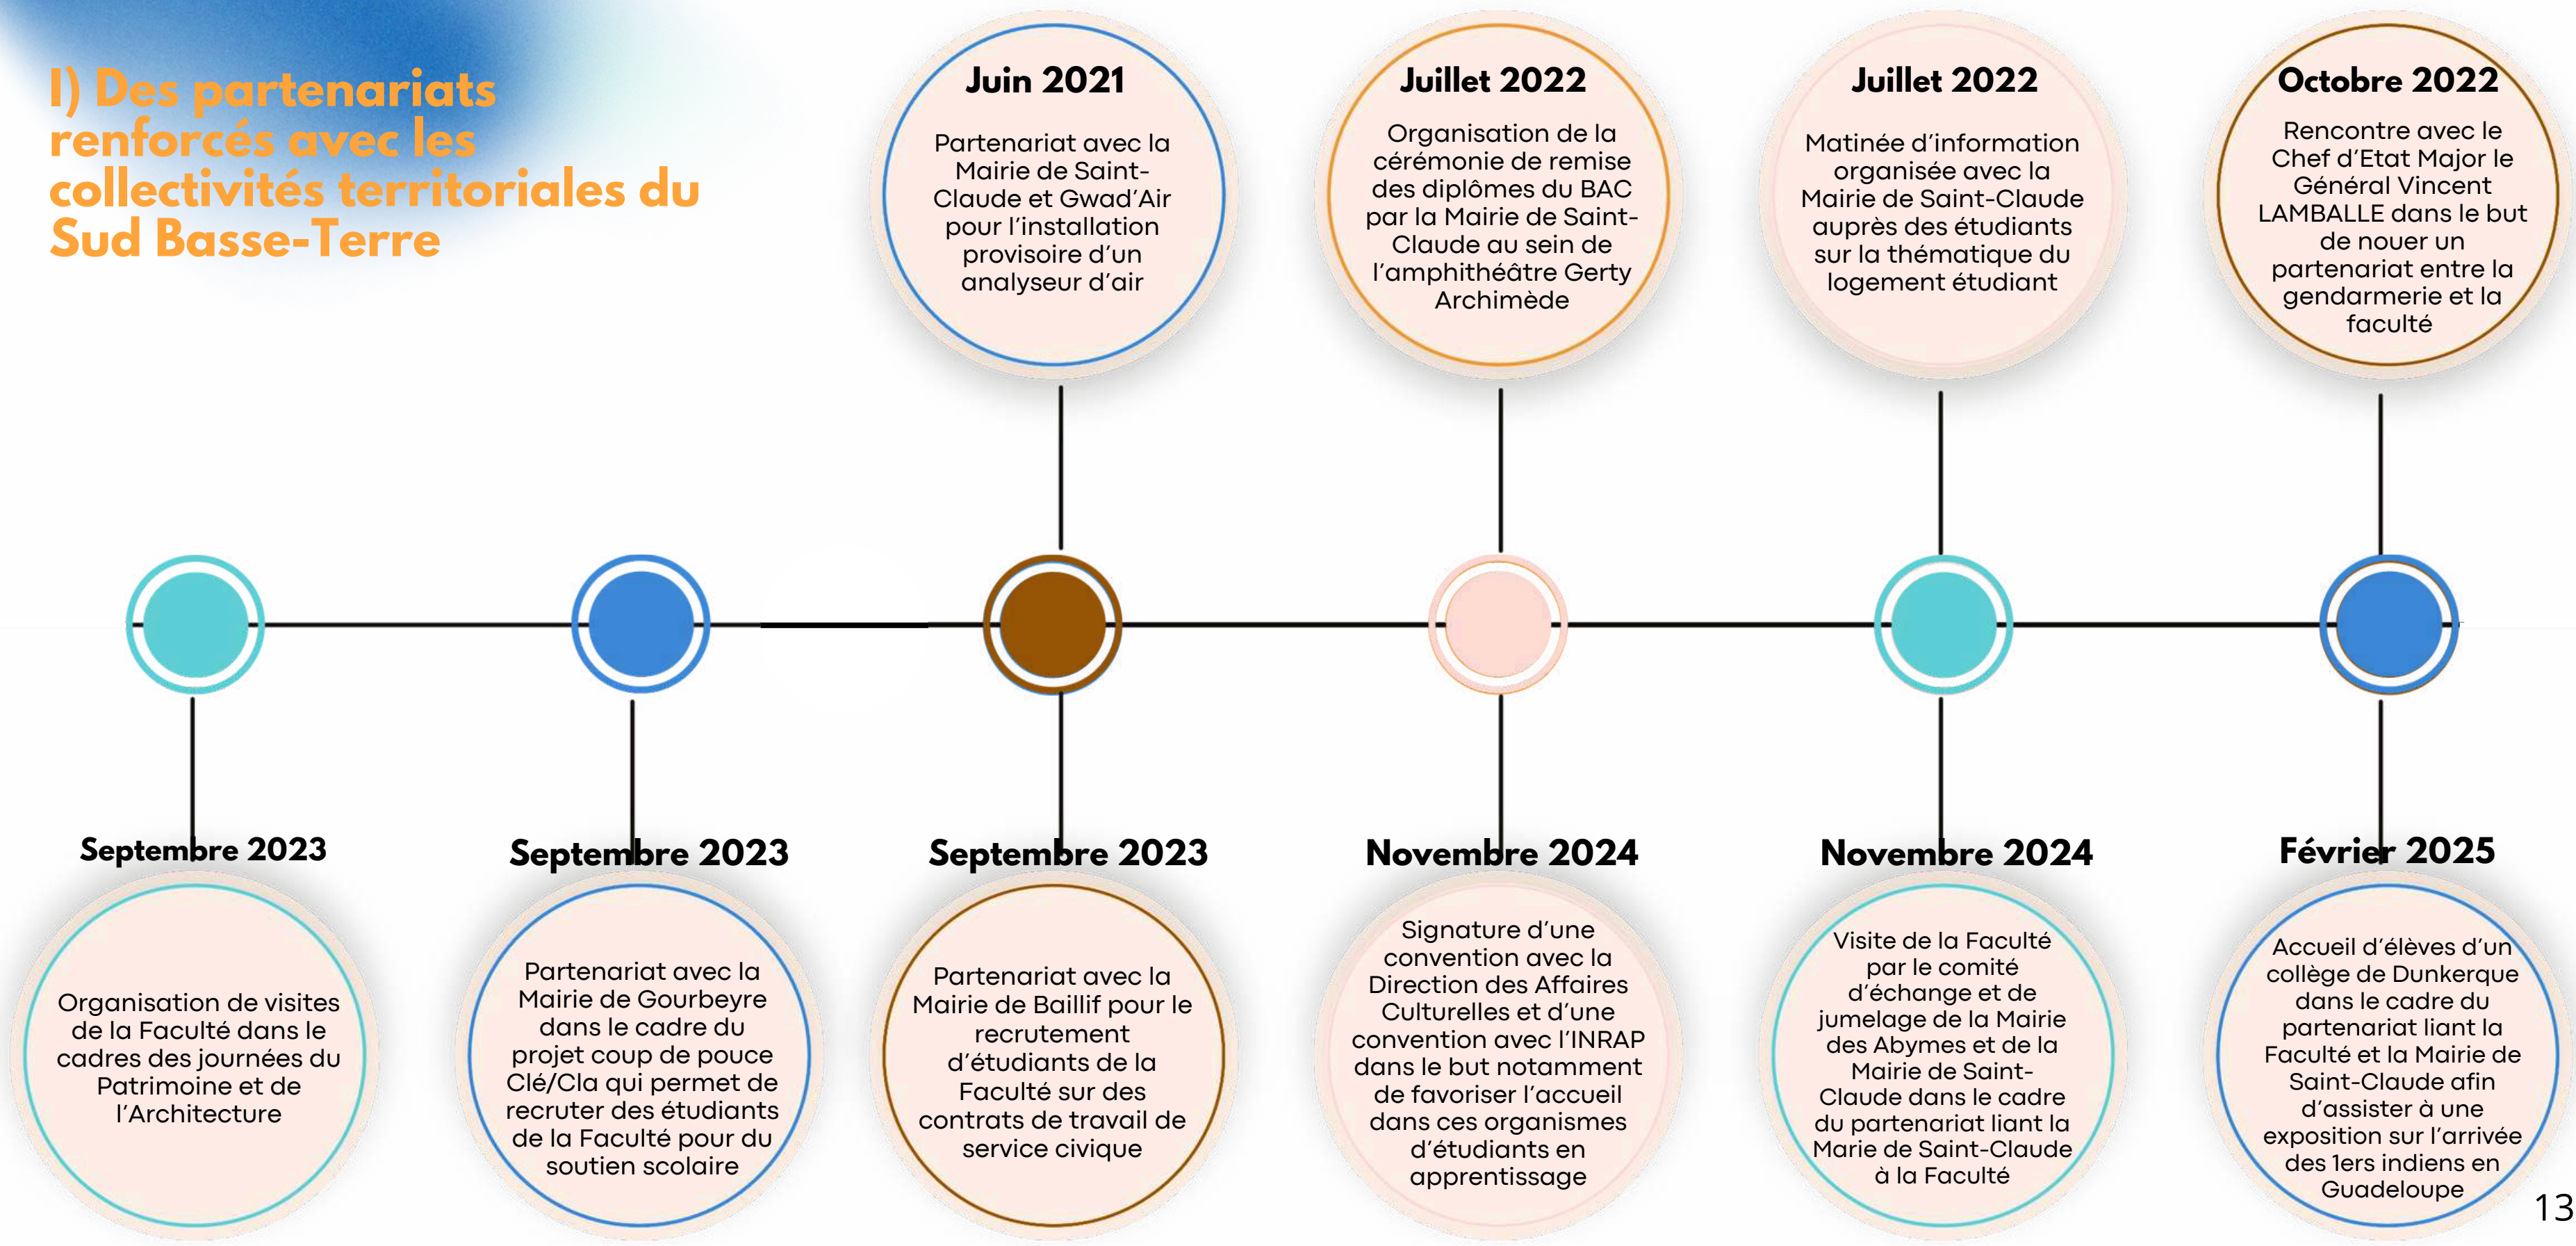 I) Des partenariats
renforcés avec les
collectivités territoriales du
Sud Basse-Terre
Juin 2021
Partenariat avec la
Mairie de Saint-
Claude et Gwad'Air
pour l'installation
provisoire d'un
analyseur d'air
Juillet 2022
Organisation de la
cérémonie de remise
des diplômes du BAC
par la Mairie de Saint-
Claude au sein de
l'amphithéâtre Gerty
Archimède
Juillet 2022
Matinée d'information
organisée avec la
Mairie de Saint-Claude
auprès des étudiants
sur la thématique du
logement étudiant
Octobre 2022
Rencontre avec le
Chef d'Etat Major le
Général Vincent
LAMBALLE dans le but
de nouer un
partenariat entre la
gendarmerie et la
faculté
Septembre 2023
Organisation de visites
de la Faculté dans le
cadres des journées du
Patrimoine et de
l'Architecture
Septembre 2023
Partenariat avec la
Mairie de Gourbeyre
dans le cadre du
projet coup de pouce
Clé/Cla qui permet de
recruter des étudiants
de la Faculté pour du
soutien scolaire
Septembre 2023
Partenariat avec la
Mairie de Baillif pour le
recrutement
d'étudiants de la
Faculté sur des
contrats de travail de
service civique
Novembre 2024
Signature d'une
convention avec la
Direction des Affaires
Culturelles et d'une
convention avec l'INRAP
dans le but notamment
de favoriser l'accueil
dans ces organismes
d'étudiants en
apprentissage
Novembre 2024
Visite de la Faculté
par le comité
d'échange et de
jumelage de la Mairie
des Abymes et de la
Mairie de Saint-
Claude dans le cadre
du partenariat liant la
Marie de Saint-Claude
à la Faculté
Février 2025
Accueil d'élèves d'un
collège de Dunkerque
dans le cadre du
partenariat liant la
Faculté et la Mairie de
Saint-Claude afin
d'assister à une
exposition sur l'arrivée
des 1ers indiens en
Guadeloupe
13